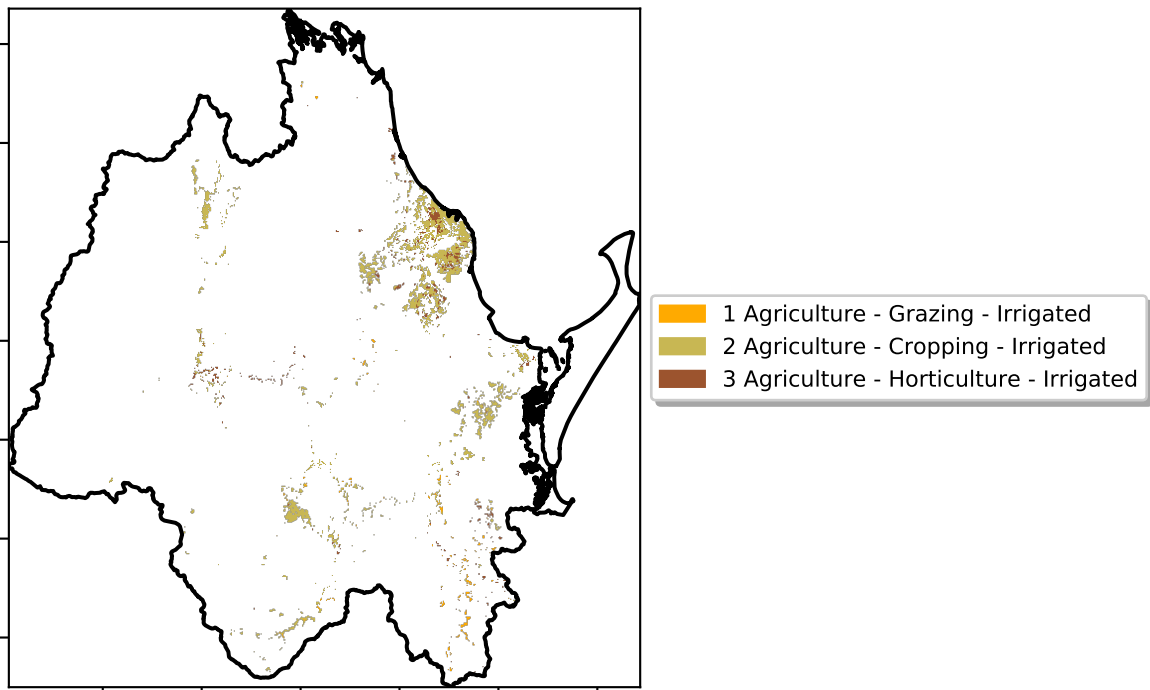 1 Agriculture - Grazing - Irrigated
2 Agriculture - Cropping - Irrigated
3 Agriculture - Horticulture - Irrigated